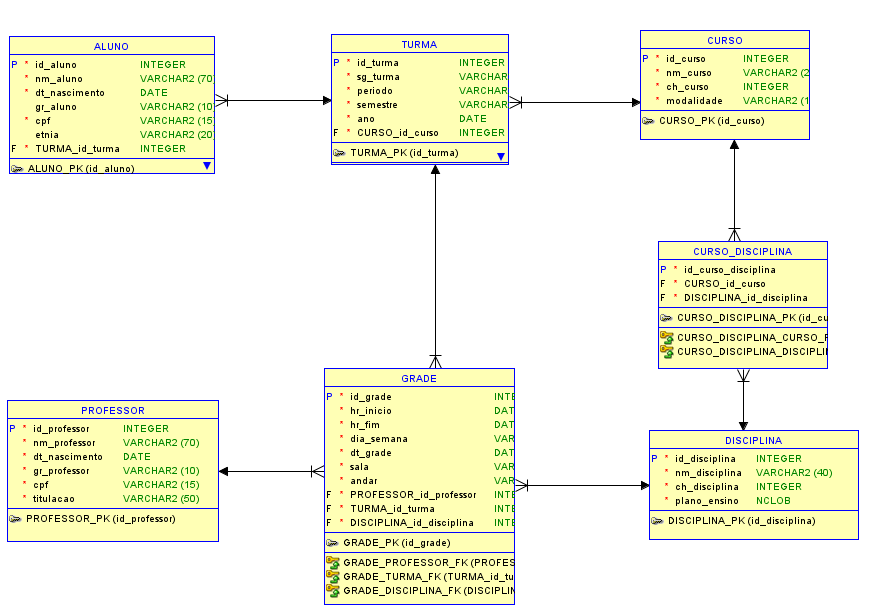 ALUNO
P * id_aluno INTEGER
* nm_aluno VARCHAR2 (70
* dt_nascimento DATE
gr_aluno VARCHAR2 (10
* cpf VARCHAR2 (15
etnia VARCHAR2 (20
F * TURMA_id_turma INTEGER
ALUNO_PK (id_aluno)
TURMA
P * id_turma INTEGER
* sg_turma VARCHAR
* periodo VARCHAR
* semestre VARCHAR
* ano DATE
F * CURSO_id_curso INTEGER
TURMA_PK (id_turma)
CURSO
P * id_curso INTEGER
* nm_curso VARCHAR2 (2
* ch_curso INTEGER
* modalidade VARCHAR2 (1
CURSO_PK (id_curso)
CURSO_DISCIPLINA
P * id_curso_disciplina
F * CURSO_id_curso
F * DISCIPLINA_id_disciplina
CURSO_DISCIPLINA_PK (id_cu
CURSO_DISCIPLINA_CURSO_F
CURSO_DISCIPLINA_DISCIPLI
PROFESSOR
P * id_professor INTEGER
* nm_professor VARCHAR2 (70)
* dt_nascimento DATE
* gr_professor VARCHAR2 (10)
* cpf VARCHAR2 (15)
* titulacao VARCHAR2 (50)
PROFESSOR_PK (id_professor)
GRADE
P * id_grade INTE
* hr_inicio DAT
* hr_fim DAT
* dia_semana VAR
* dt_grade DAT
* sala VAR
* andar VAR
F * PROFESSOR_id_professor INTE
F * TURMA_id_turma INTE
F * DISCIPLINA_id_disciplina INTE
GRADE_PK (id_grade)
GRADE_PROFESSOR_FK (PROFES
GRADE_TURMA_FK (TURMA_id_tu
GRADE_DISCIPLINA_FK (DISCIPLIN
DISCIPLINA
P * id_disciplina INTEGER
* nm_disciplina VARCHAR2 (40)
* ch_disciplina INTEGER
* plano_ensino NCLOB
DISCIPLINA_PK (id_disciplina)